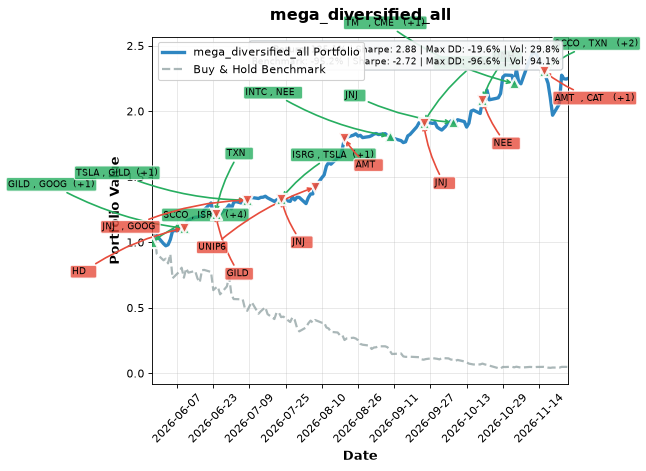 mega_diversified_all
TM , CME (+1)
SCCO , TXN (+2)
mega_diversified_all Portfolio
Buy & Hold Benchmark
Sharpe: 2.88 | Max DD: -19.6% | Vol: 29.8%
| Sharpe: -2.72 | Max DD: -96.6% | Vol: 94.1%
INTC , NEE
JNJ
AMT , CAT (+1)
NEE
TXN
ISRG , TSLA (+1)
AMT
TSLA , GILD (+1)
GILD , GOOG (+1)
JNJ
SCCO , ISRG (+4)
JNJ , GOOG
HD
GILD
JNJ
Portfolio Value
2.5
2.0
1.0
0.5
0.0
2026-06-07
2026-06-23
2026-07-09
2026-07-25
2026-08-10
2026-08-26
2026-09-11
2026-09-27
2026-10-13
2026-10-29
2026-11-14
Date